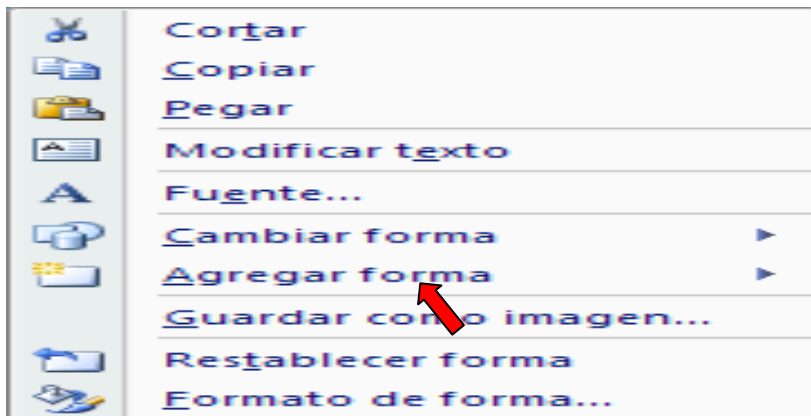 Cortar
Copiar
Pegar
Modificar texto
Fuente...
Cambiar forma
Agregar forma
Guardar como imagen...
Restablecer forma
Formato de forma...